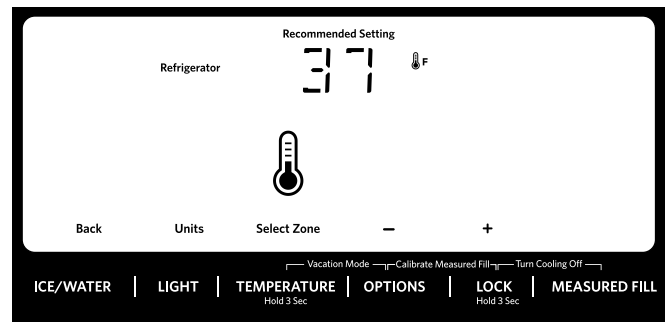 Recommended Setting
Refrigerator 37 F
Back Units Select Zone – +
Vacation Mode Calibrate Measured Fill Turn Cooling Off
ICE/WATER LIGHT TEMPERATURE OPTIONS LOCK MEASURED FILL
Hold 3 Sec Hold 3 Sec